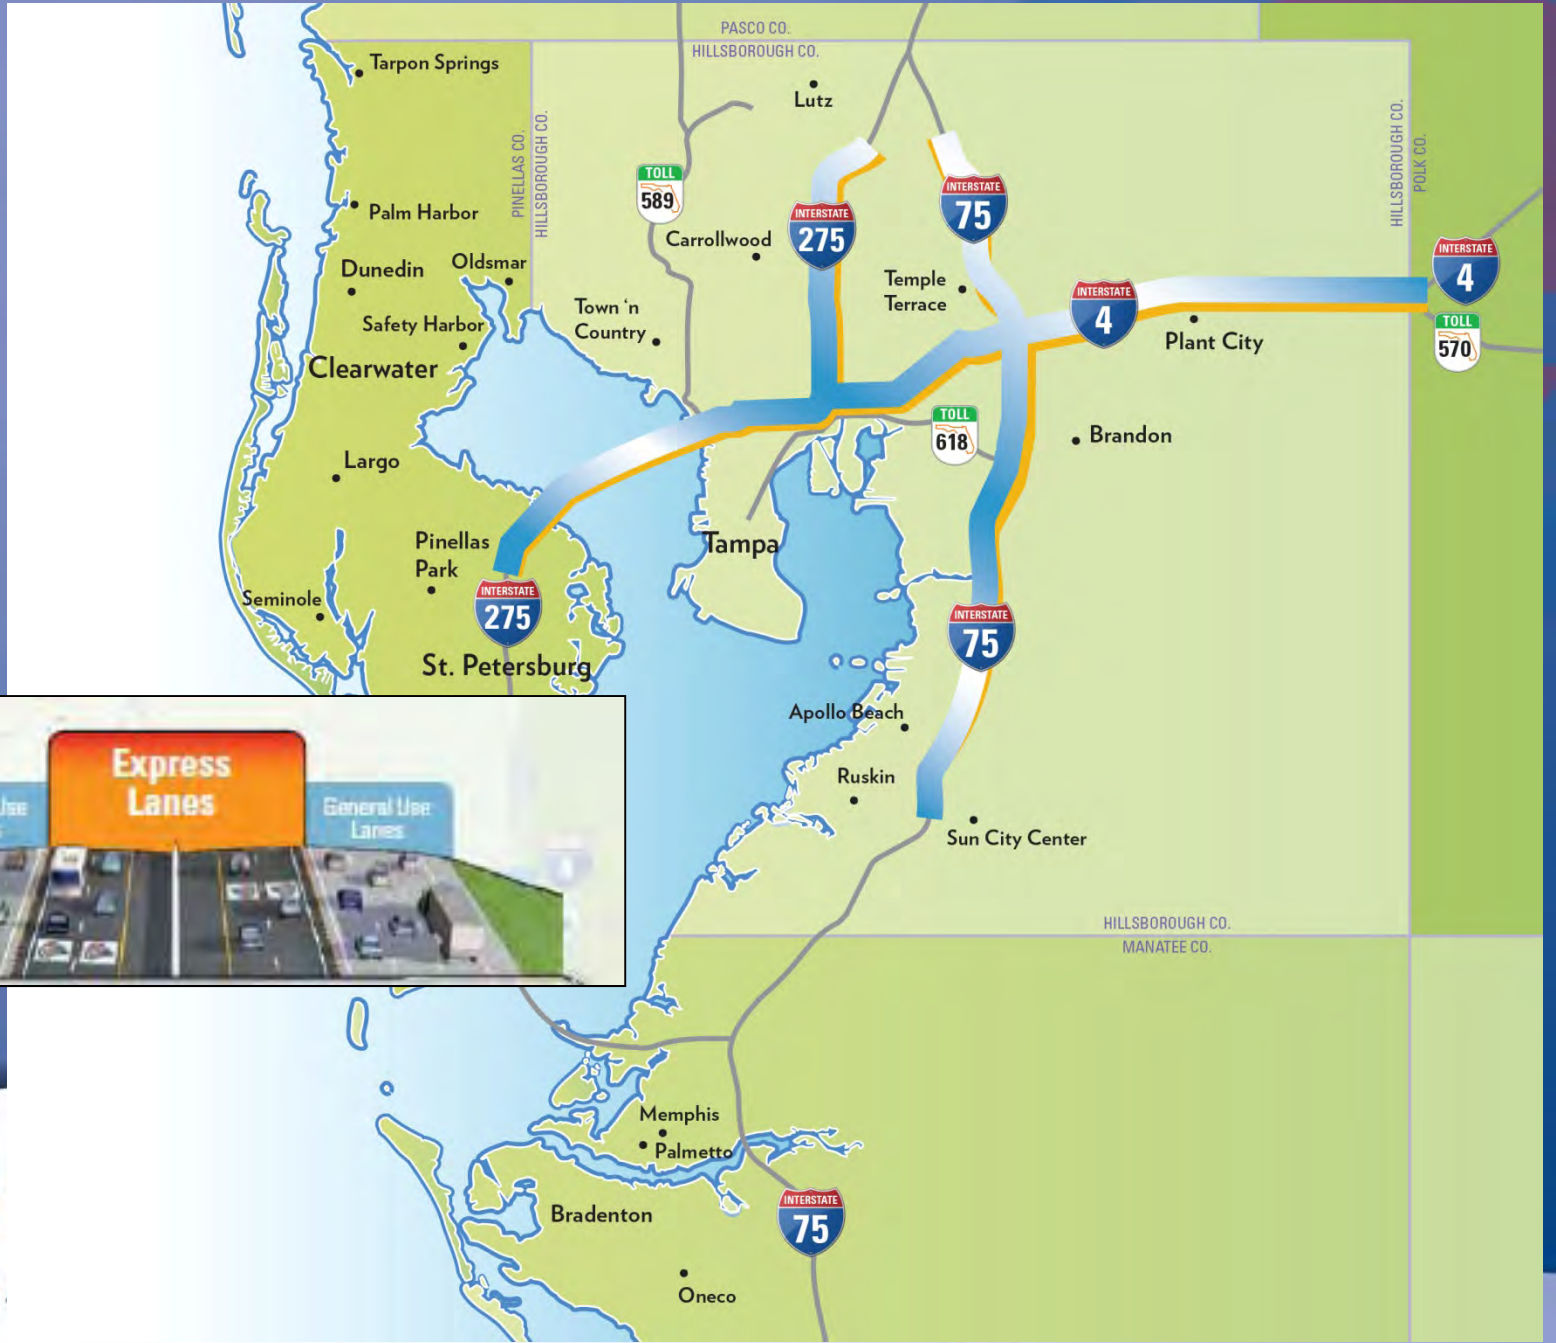 PASCO CO.
HILLSBOROUGH CO.
Tarpon Springs
Lutz
PINELLAS CO.
HILLSBOROUGH CO.
HILLSBOROUGH CO.
POLK CO.
TOLL
589
INTERSTATE
75
Palm Harbor
INTERSTATE
275
Carrollwood
Dunedin
Oldsmar
Temple
Terrace
INTERSTATE
4
INTERSTATE
4
Town 'n
Country
Safety Harbor
TOLL
570
Plant City
Clearwater
TOLL
618
Brandon
Largo
Pinellas
Park
Tampa
Seminole
INTERSTATE
275
INTERSTATE
75
St. Petersburg
Apollo Beach
Ruskin
Sun City Center
Express
Lanes
General Use
Lanes
HILLSBOROUGH CO.
MANATEE CO.
Memphis
Palmetto
Bradenton
INTERSTATE
75
Oneco